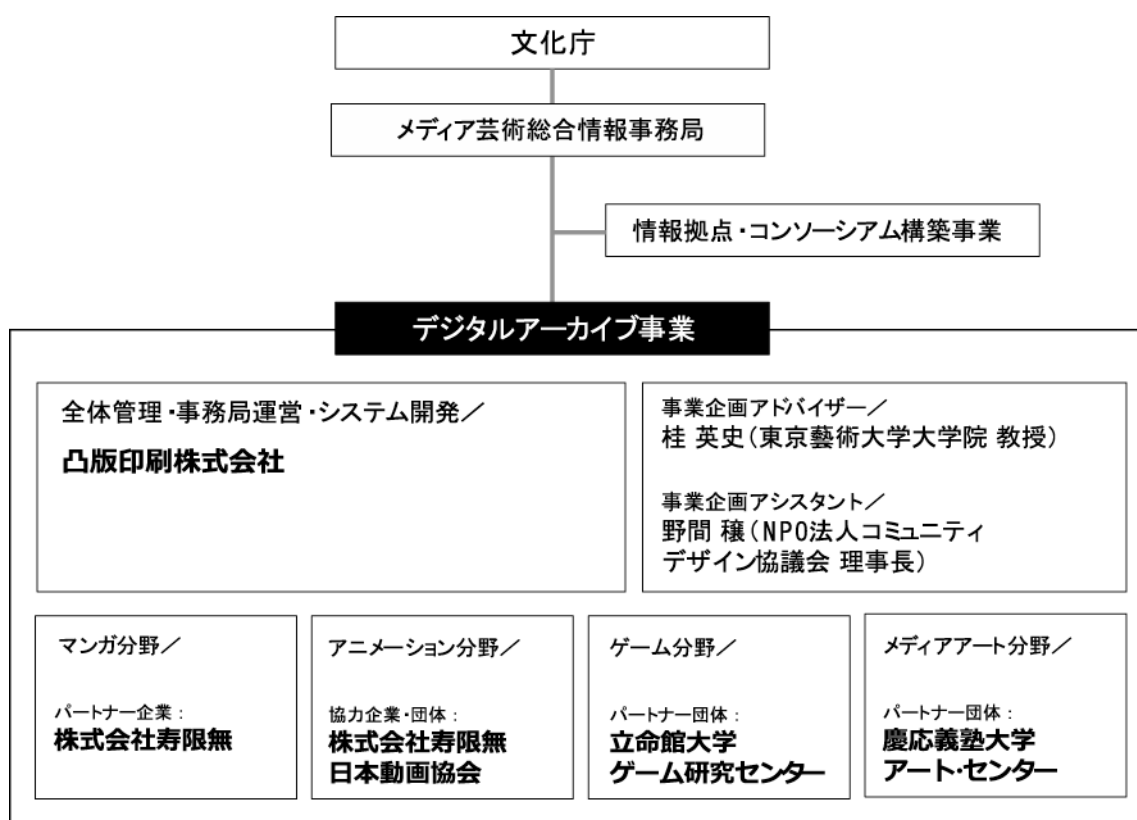 文化庁
メディア芸術総合情報事務局
情報拠点・コンソーシアム構築事業
デジタルアーカイブ事業
全体管理・事務局運営・システム開発／
凸版印刷株式会社
事業企画アドバイザー／
桂 英史（東京藝術大学大学院 教授）
事業企画アシスタント／
野間 穣（NPO法人コミュニティ
デザイン協議会 理事長）
マンガ分野／
パートナー企業：
株式会社寿限無
アニメーション分野／
協力企業・団体：
株式会社寿限無
日本動画協会
ゲーム分野／
パートナー団体：
立命館大学
ゲーム研究センター
メディアアート分野／
パートナー団体：
慶応義塾大学
アート・センター